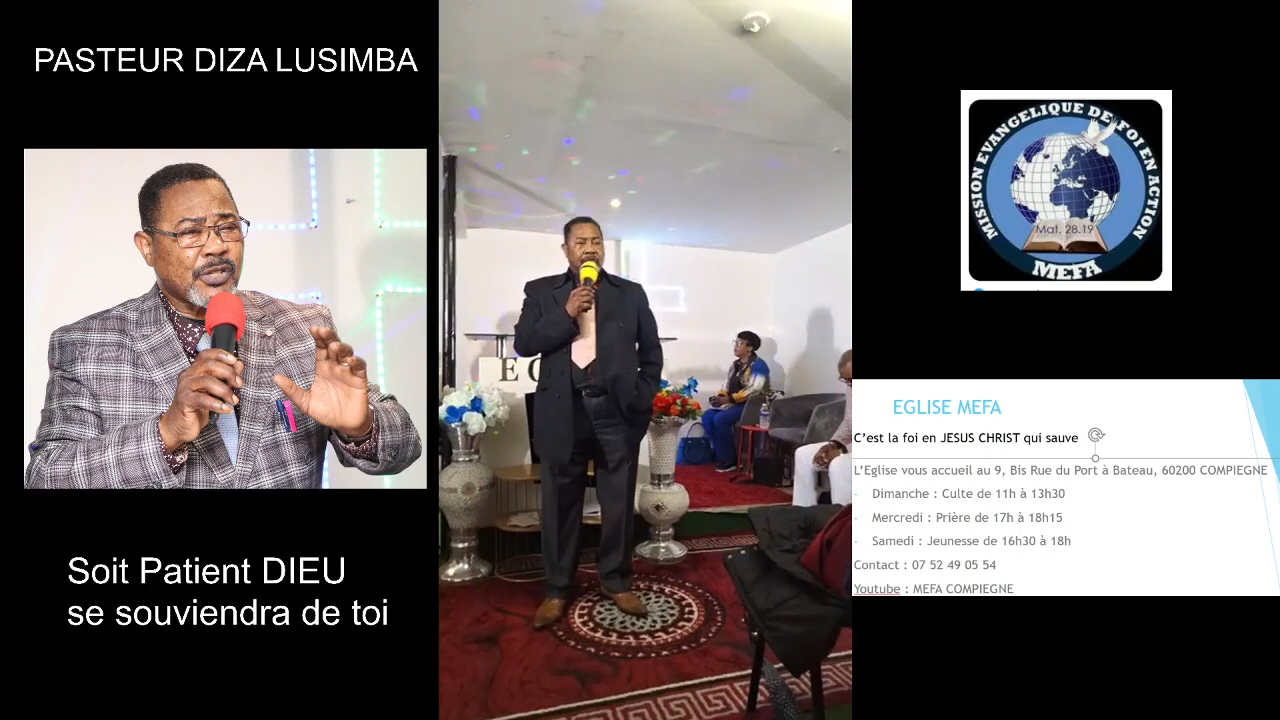 PASTEUR DIZA LUSIMBA
Soit Patient DIEU
se souviendra de toi
MISSION EVANGELIQUE DE FOI EN ACTION
Mat. 28.19
MEFA
EGLISE MEFA
C'est la foi en JESUS CHRIST qui sauve
L'Eglise vous accueil au 9, Bis Rue du Port à Bateau, 60200 COMPIEGNE
- Dimanche : Culte de 11h à 13h30
- Mercredi : Prière de 17h à 18h15
- Samedi : Jeunesse de 16h30 à 18h
Contact : 07 52 49 05 54
Youtube : MEFA COMPIEGNE